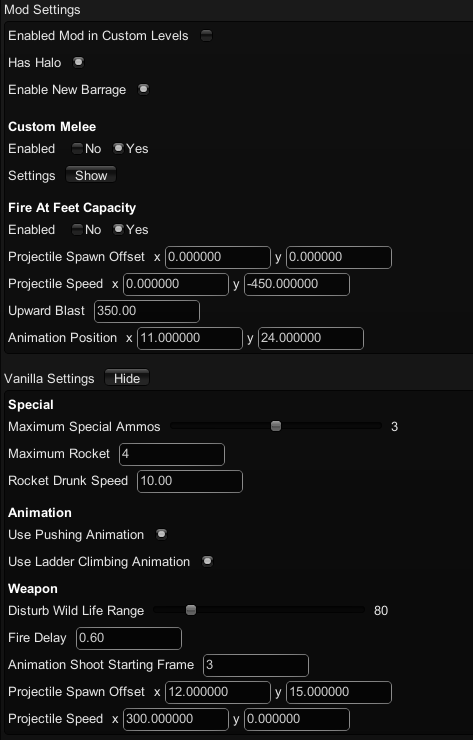 Mod Settings
Enabled Mod in Custom Levels
Has Halo
Enable New Barrage
Custom Melee
Enabled No Yes
Settings Show
Fire At Feet Capacity
Enabled No Yes
Projectile Spawn Offset x 0.000000 y 0.000000
Projectile Speed x 0.000000 y -450.000000
Upward Blast 350.00
Animation Position x 11.000000 y 24.000000
Vanilla Settings Hide
Special
Maximum Special Ammos 3
Maximum Rocket 4
Rocket Drunk Speed 10.00
Animation
Use Pushing Animation
Use Ladder Climbing Animation
Weapon
Disturb Wild Life Range 80
Fire Delay 0.60
Animation Shoot Starting Frame 3
Projectile Spawn Offset x 12.000000 y 15.000000
Projectile Speed x 300.000000 y 0.000000